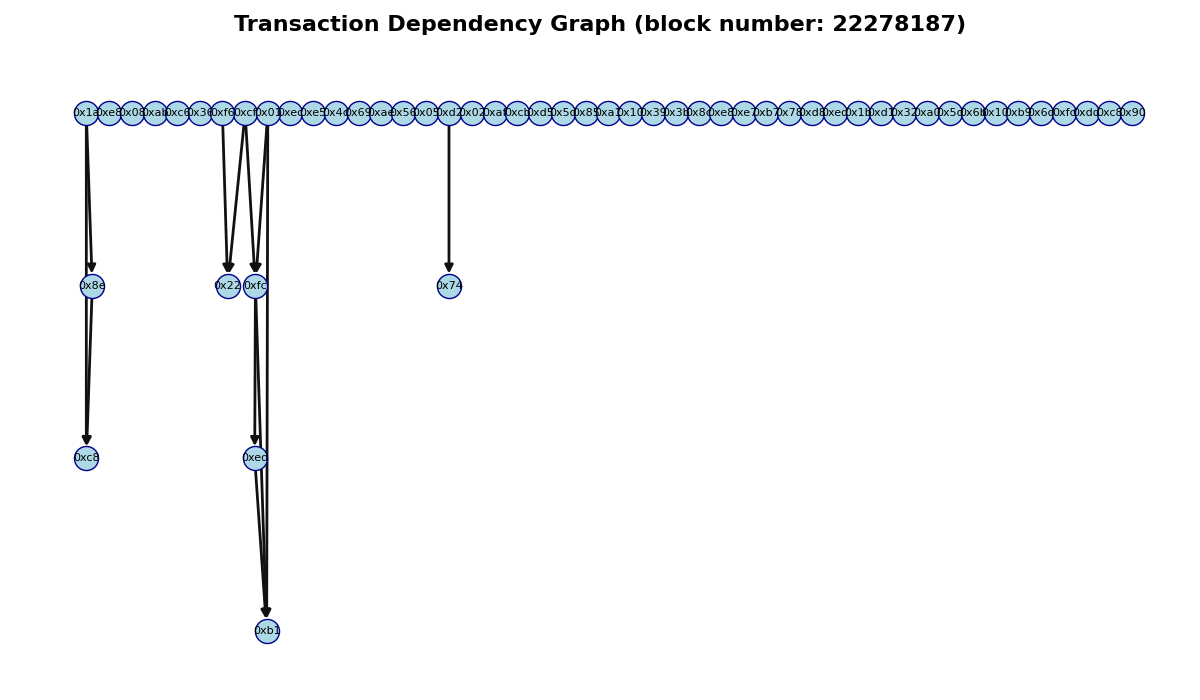 Transaction Dependency Graph (block number: 22278187)
0x1a 0xe8 0x08 0xab 0xc6 0x36 0xf6 0xcf 0x01 0xec 0xe5 0x4c 0x69 0xae 0x56 0x05 0xd2 0x02 0xaf 0xcb 0xd5 0x5c 0x85 0xa1 0x10 0x39 0x3b 0x8c 0xe8 0xe7 0xb7 0x78 0xd8 0xec 0x1b 0xd1 0x32 0xa0 0x5c 0x6b 0x10 0xb9 0x6c 0xfd 0xdc 0xc8 0x90
0x8e 0x22 0xfc 0x74
0xc8 0xec
0xb1